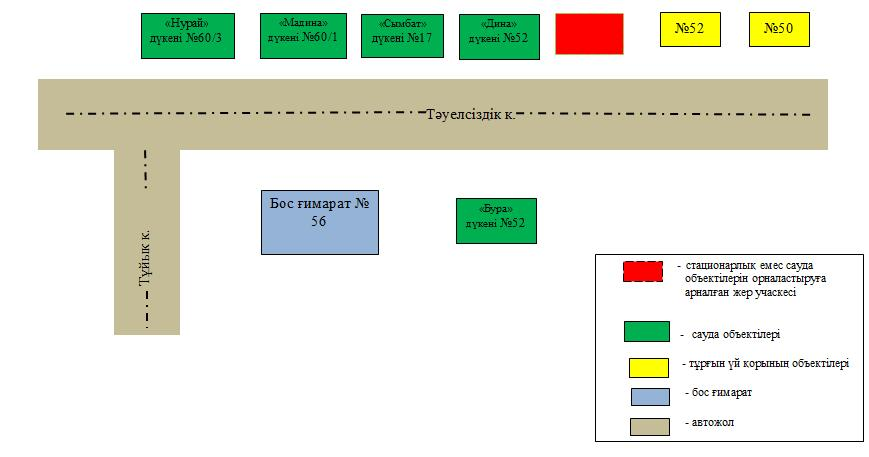 «Нурай»
дүкені №60/3
«Мадина»
дүкені №60/1
«Сымбат»
дүкені №17
«Дина»
дүкені №52
№52
№50
Тәуелсіздік к.
Тұйык к.
Бос ғимарат №
56
«Бура»
дүкені №52
- стационарлық емес сауда
объектілерін орналастыруға
арналған жер учаскесі
- сауда объектілері
- тұрғын үй қорының объектілері
- бос ғимарат
- автожол